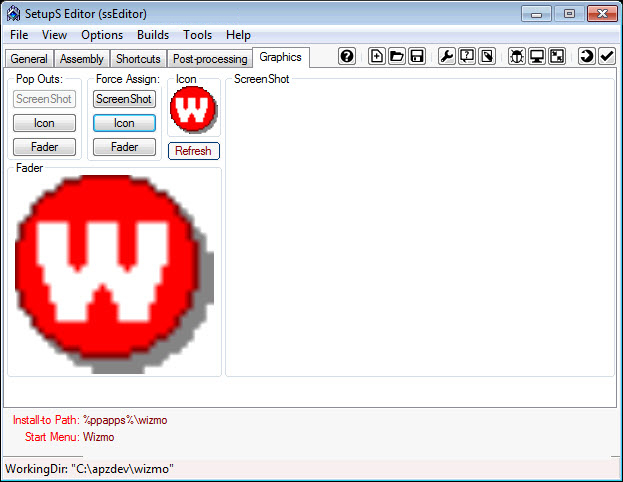 SetupS Editor (ssEditor)
File View Options Builds Tools Help
General Assembly Shortcuts Post-processing Graphics
Pop Outs: Force Assign: Icon ScreenShot
ScreenShot ScreenShot W
Icon Icon
Fader Fader Refresh
Fader
W
Install-to Path: %ppapps%\wizmo
Start Menu: Wizmo
WorkingDir: "C:\apzdev\wizmo"